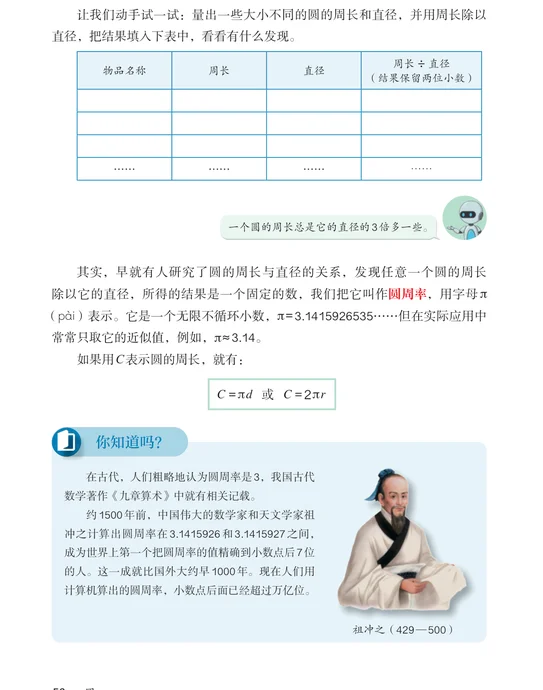 让我们动手试一试：量出一些大小不同的圆的周长和直径，并用周长除以
直径，把结果填入下表中，看看有什么发现。
物品名称 周长 直径 周长÷直径
（结果保留两位小数）
…… …… …… ……
一个圆的周长总是它的直径的3倍多一些。
其实，早就有人研究了圆的周长与直径的关系，发现任意一个圆的周长
除以它的直径，所得的结果是一个固定的数，我们把它叫作圆周率，用字母π
（pài）表示。它是一个无限不循环小数，π=3.1415926535……但在实际应用中
常常只取它的近似值，例如，π≈3.14。
如果用C表示圆的周长，就有：
C=πd 或 C=2πr
你知道吗？
在古代，人们粗略地认为圆周率是3，我国古代
数学著作《九章算术》中就有相关记载。
约1500年前，中国伟大的数学家和天文学家祖
冲之计算出圆周率在3.1415926和3.1415927之间，
成为世界上第一个把圆周率的值精确到小数点后7位
的人。这一成就比国外大约早1000年。现在人们用
计算机算出的圆周率，小数点后面已经超过万亿位。
祖冲之（429—500）